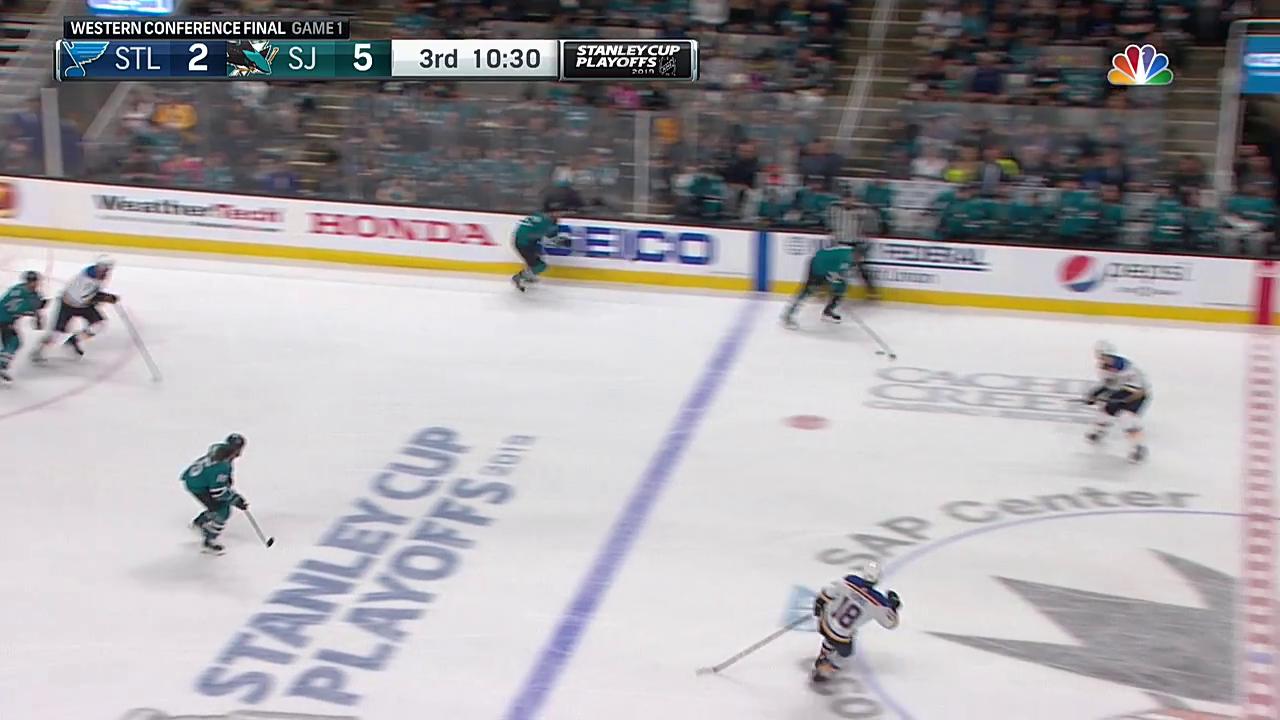 WESTERN CONFERENCE FINAL GAME 1
STL 2 SJ 5 3rd 10:30 STANLEY CUP
PLAYOFFS
2019
WeatherTech HONDA GEICO FEDERAL pepsi
CACHE
CREEK
SAP Center
STANLEY CUP
PLAYOFFS 2019
18